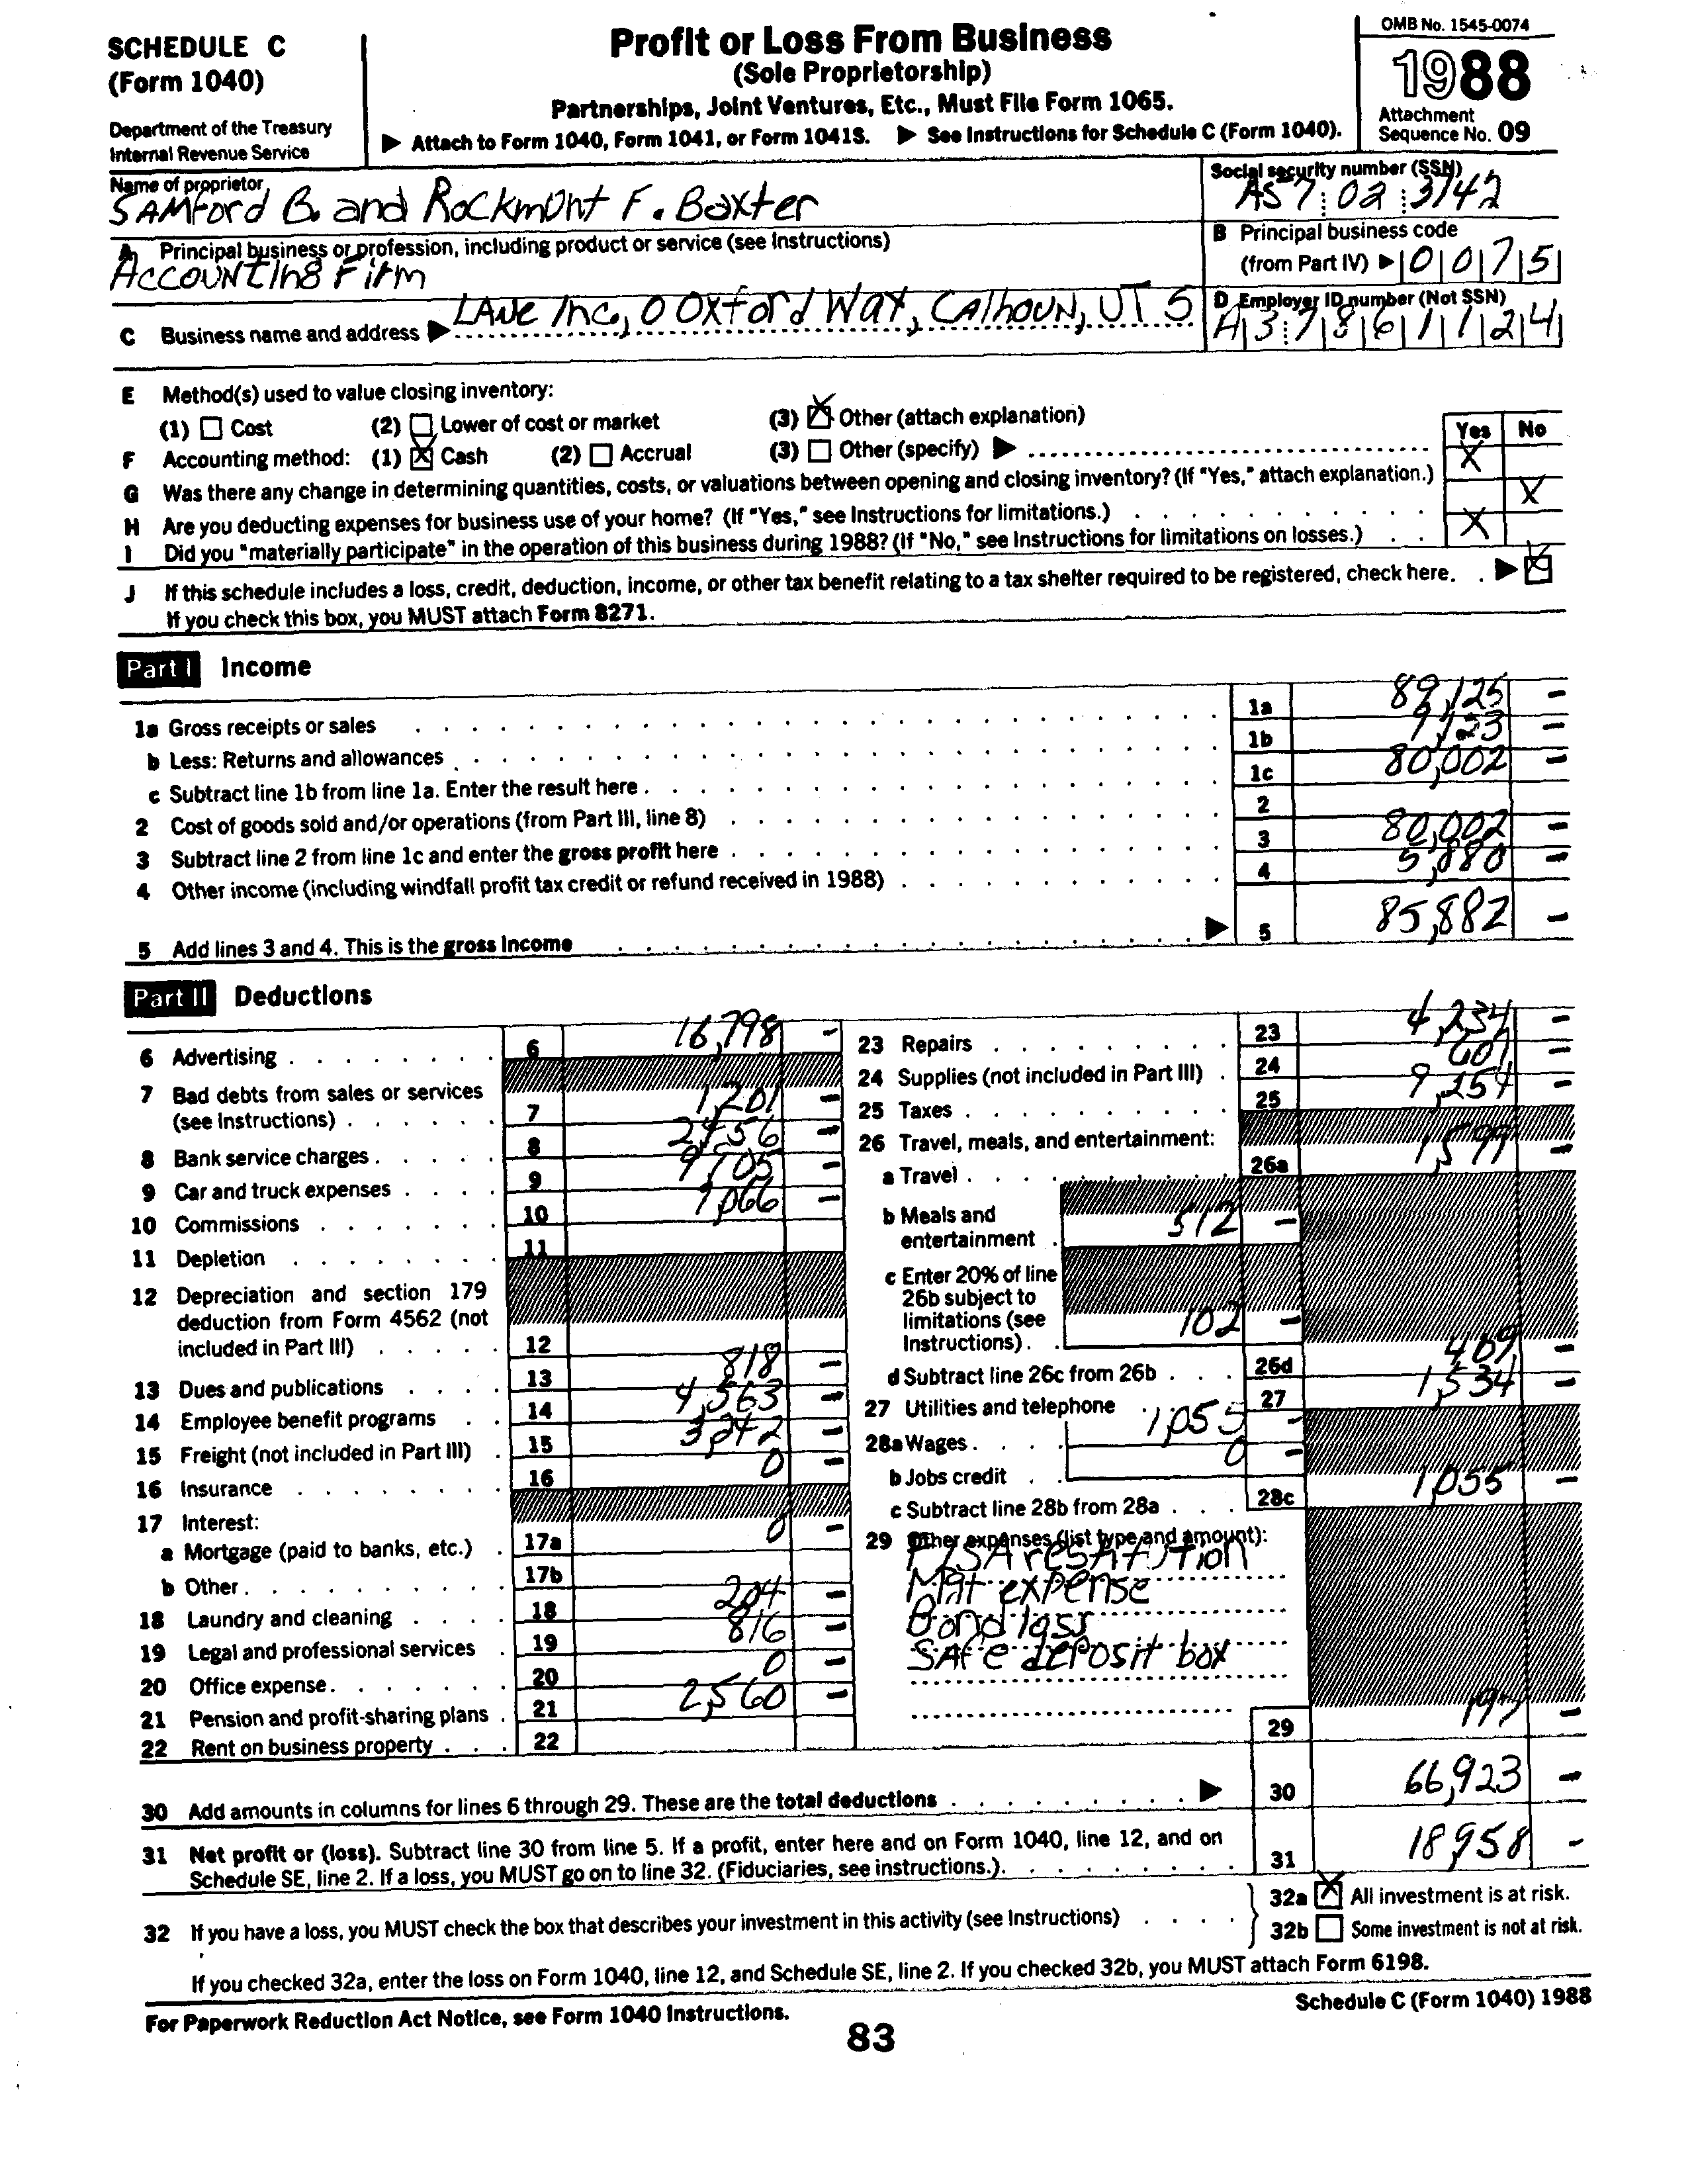 SCHEDULE C
(Form 1040)
Department of the Treasury
Internal Revenue Service
Profit or Loss From Business
(Sole Proprietorship)
Partnerships, Joint Ventures, Etc., Must File Form 1065.
▶ Attach to Form 1040, Form 1041, or Form 1041S. ▶ See Instructions for Schedule C (Form 1040).
OMB No. 1545-0074
1988
Attachment
Sequence No. 09
Name of proprietor
SAMford B. and Rockmont F. Baxter
Social security number (SSN)
AS7 02 3142
A Principal business or profession, including product or service (see Instructions)
Accounting Firm
B Principal business code
(from Part IV) ▶ 0 0 7 5
C Business name and address ▶ LAne Inc, 0 Oxford Wat, CAlhoun, UT 5
D Employer ID number (Not SSN)
A 3 7 8 6 1 1 2 4
E Method(s) used to value closing inventory:
(1) Cost (2) Lower of cost or market (3) X Other (attach explanation)
Yes No
F Accounting method: (1) X Cash (2) Accrual (3) Other (specify) ▶
G Was there any change in determining quantities, costs, or valuations between opening and closing inventory? (If "Yes," attach explanation.) X
H Are you deducting expenses for business use of your home? (If "Yes," see Instructions for limitations.) X
I Did you "materially participate" in the operation of this business during 1988? (If "No," see Instructions for limitations on losses.) X
J If this schedule includes a loss, credit, deduction, income, or other tax benefit relating to a tax shelter required to be registered, check here. ▶ X
If you check this box, you MUST attach Form 8271.
Part I Income
1a Gross receipts or sales 1a 89,125 -
b Less: Returns and allowances 1b 9,123 -
c Subtract line 1b from line 1a. Enter the result here 1c 80,002 -
2 Cost of goods sold and/or operations (from Part III, line 8) 2
3 Subtract line 2 from line 1c and enter the gross profit here 3 80,002 -
4 Other income (including windfall profit tax credit or refund received in 1988) 4 5,880 -
5 Add lines 3 and 4. This is the gross income ▶ 5 85,882 -
Part II Deductions
6 Advertising 6 16,798 -
7 Bad debts from sales or services
(see Instructions) 7 1,201 -
8 Bank service charges 8 2,456 -
9 Car and truck expenses 9 9,705 -
10 Commissions 10 7,066 -
11 Depletion 11
12 Depreciation and section 179
deduction from Form 4562 (not
included in Part III) 12
13 Dues and publications 13 818 -
14 Employee benefit programs 14 4,563 -
15 Freight (not included in Part III) 15 3,242 -
16 Insurance 16 0 -
17 Interest:
a Mortgage (paid to banks, etc.) 17a 0 -
b Other 17b
18 Laundry and cleaning 18 204 -
19 Legal and professional services 19 816 -
20 Office expense 20 0 -
21 Pension and profit-sharing plans 21 2,560 -
22 Rent on business property 22
23 Repairs 23 4,234 -
24 Supplies (not included in Part III) 24 601 -
25 Taxes 25 9,254 -
26 Travel, meals, and entertainment:
a Travel 26a -
b Meals and
entertainment 512 -
c Enter 20% of line
26b subject to
limitations (see
Instructions) 102 -
d Subtract line 26c from 26b 26d 409 -
27 Utilities and telephone 27 1,534 -
28a Wages 1,055 -
b Jobs credit 0 -
c Subtract line 28b from 28a 28c 1,055 -
29 Other expenses (list type and amount):
Mat expense
Bond loss
SAfe deposit box
29 197 -
30 Add amounts in columns for lines 6 through 29. These are the total deductions ▶ 30 66,923 -
31 Net profit or (loss). Subtract line 30 from line 5. If a profit, enter here and on Form 1040, line 12, and on
Schedule SE, line 2. If a loss, you MUST go on to line 32. (Fiduciaries, see instructions.) 31 18,958 -
32 If you have a loss, you MUST check the box that describes your investment in this activity (see Instructions)
32a X All investment is at risk.
32b Some investment is not at risk.
If you checked 32a, enter the loss on Form 1040, line 12, and Schedule SE, line 2. If you checked 32b, you MUST attach Form 6198.
For Paperwork Reduction Act Notice, see Form 1040 Instructions.
Schedule C (Form 1040) 1988
83